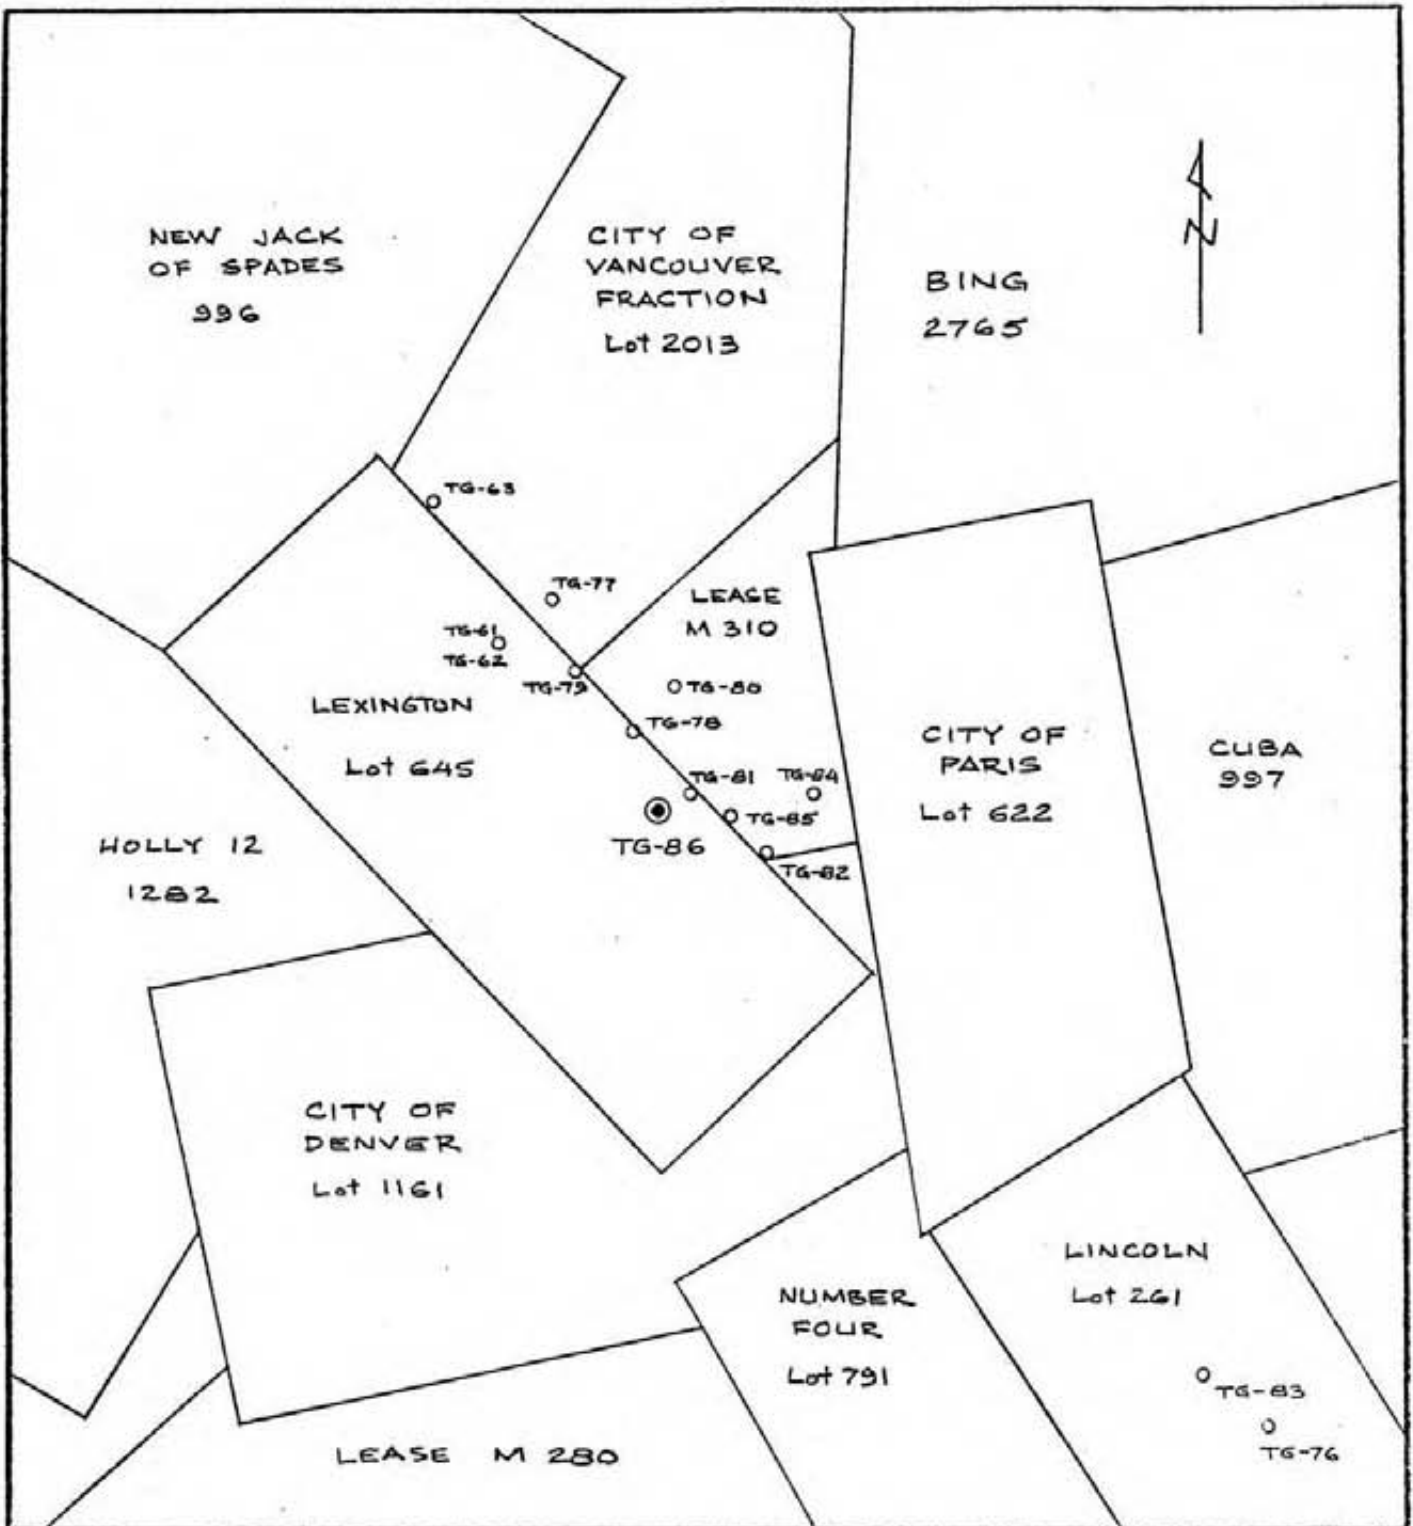 NEW JACK
OF SPADES
996
CITY OF
VANCOUVER
FRACTION
Lot 2013
BING
2765
N
TG-63
TG-77
LEASE
M 310
TG-61
TG-62
TG-79
TG-80
LEXINGTON
Lot 645
TG-78
CITY OF
PARIS
Lot 622
CUBA
997
TG-81
TG-84
TG-85
TG-86
TG-82
HOLLY 12
1282
CITY OF
DENVER
Lot 1161
LINCOLN
Lot 261
NUMBER
FOUR
Lot 791
TG-83
TG-76
LEASE M 280